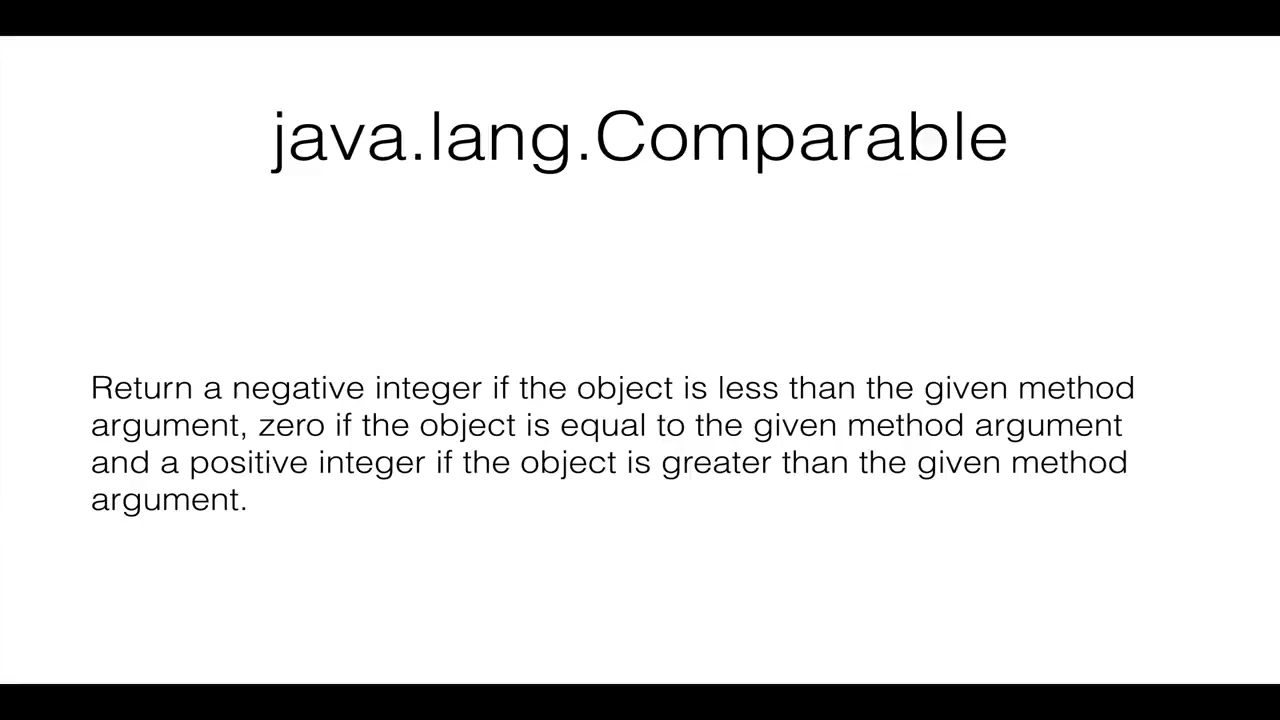 java.lang.Comparable
Return a negative integer if the object is less than the given method
argument, zero if the object is equal to the given method argument
and a positive integer if the object is greater than the given method
argument.